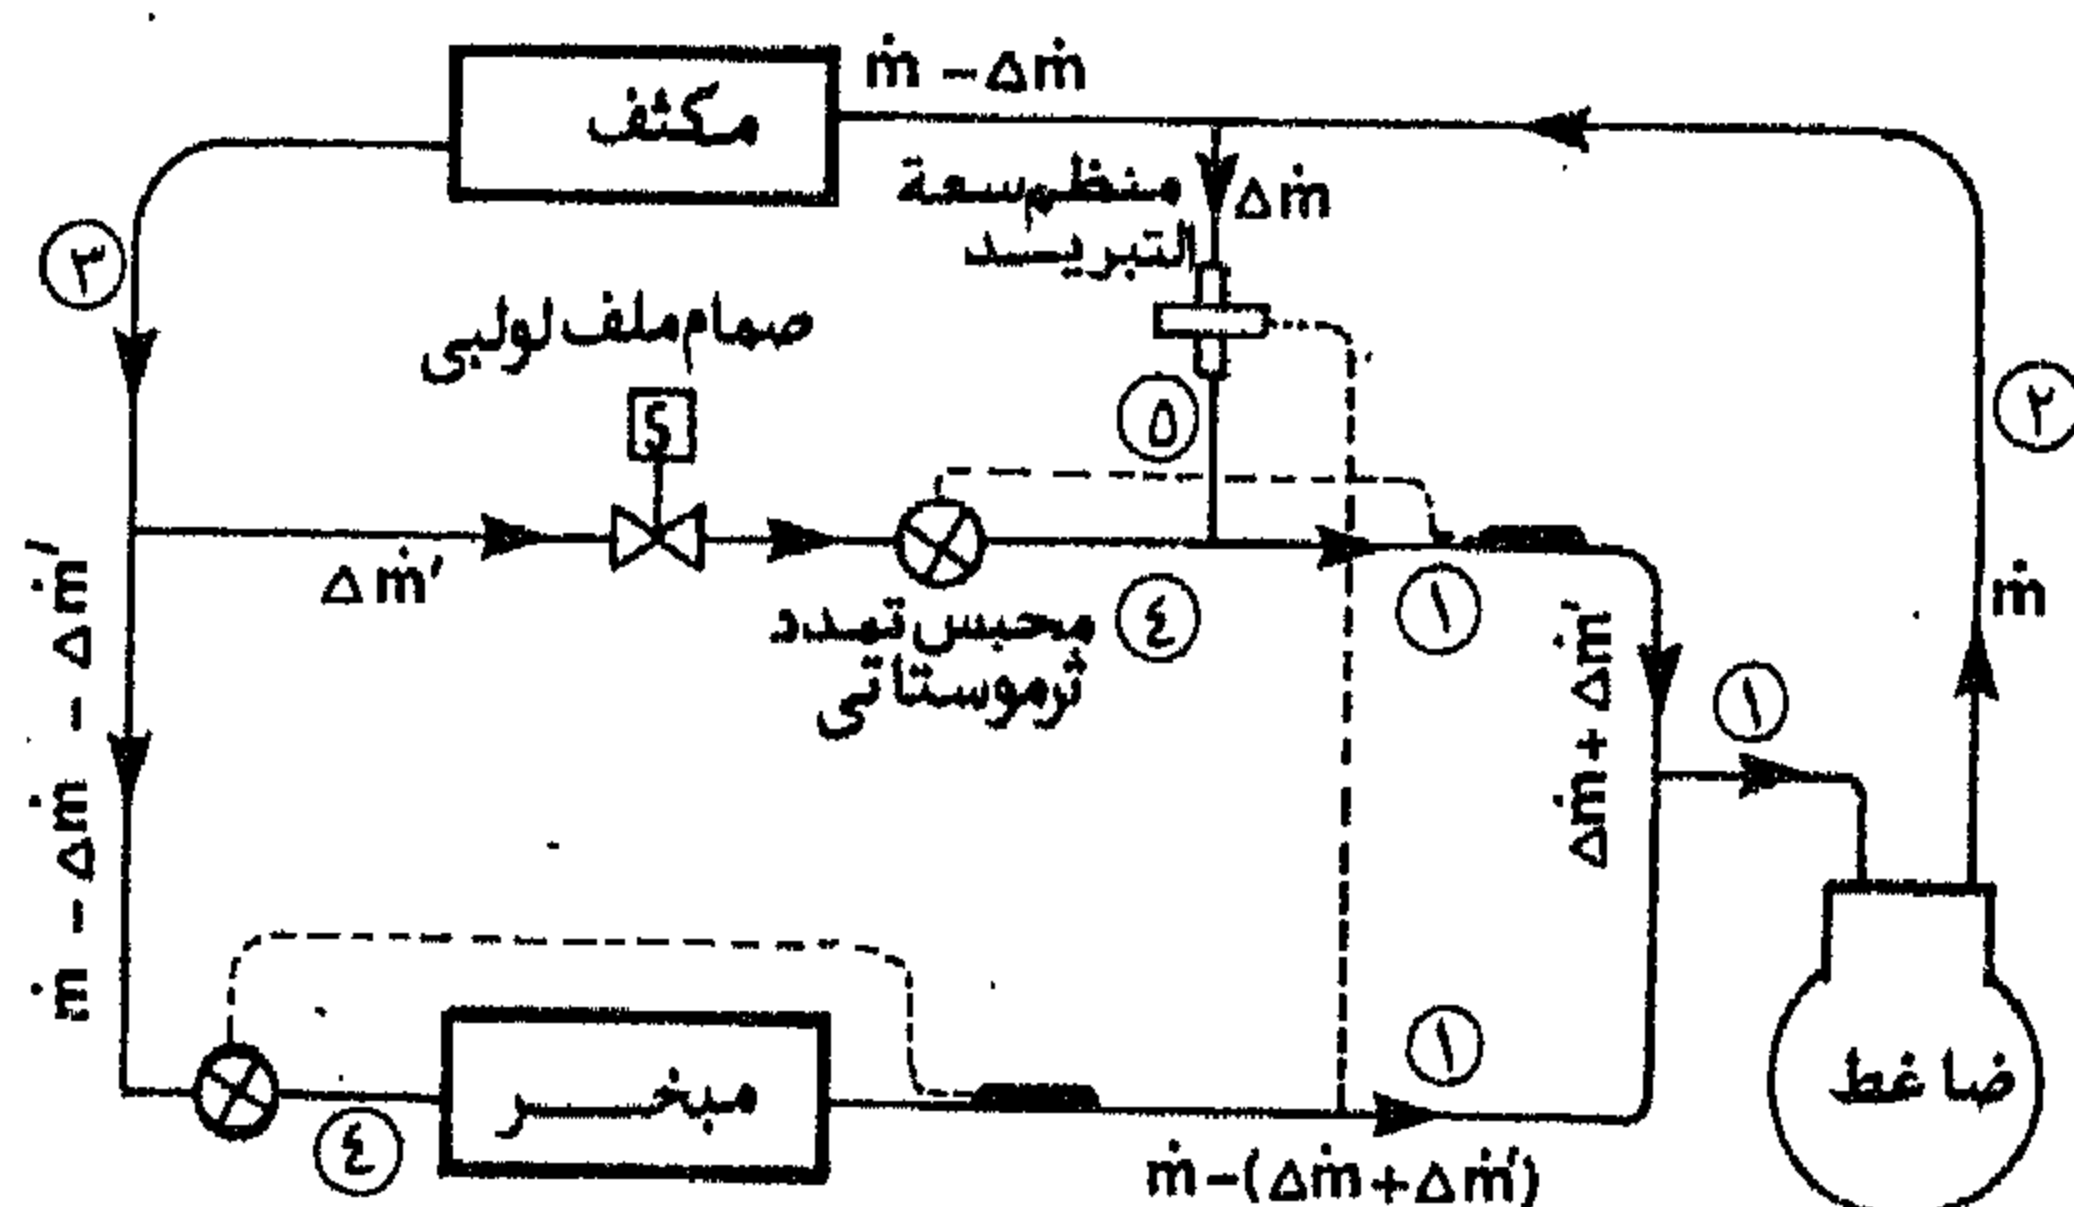 مكثف
ṁ - Δṁ
منظم سعة
التبريد
Δṁ
٣
صمام ملف لولبى
S
٥
٢
Δṁ′
محبس تمدد
ثرموستاتى
٤
١
ṁ
ṁ - Δṁ - Δṁ′
Δṁ + Δṁ′
١
٤
مبخر
١
ṁ-(Δṁ+Δṁ′)
ضاغط